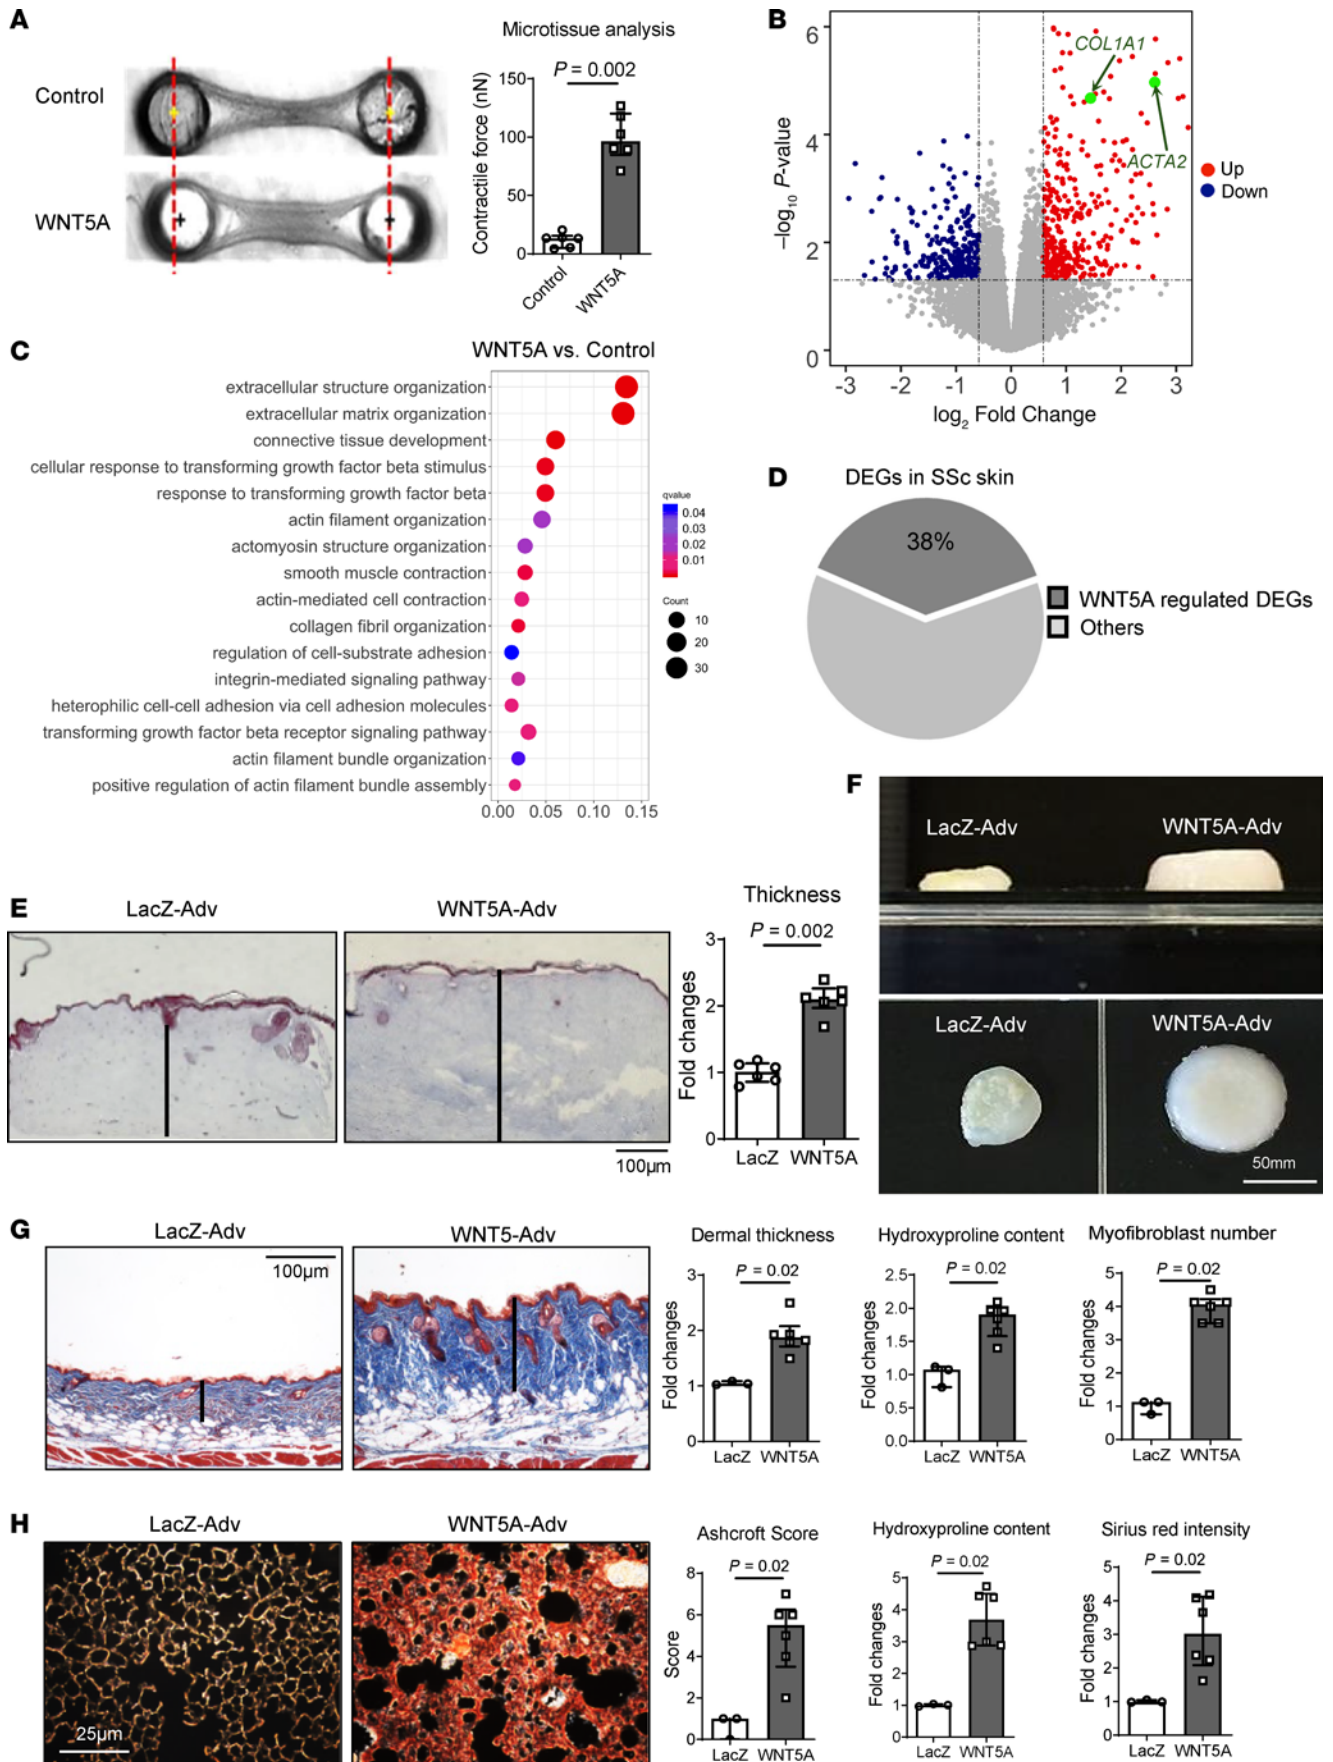 A
Microtissue analysis
Control
WNT5A
P = 0.002
Contractile force (nN)
150
100
50
0
Control
WNT5A
B
6
4
2
0
–log10 P-value
COL1A1
ACTA2
Up
Down
-3
-2
-1
0
1
2
3
log2 Fold Change
C
WNT5A vs. Control
extracellular structure organization
extracellular matrix organization
connective tissue development
cellular response to transforming growth factor beta stimulus
response to transforming growth factor beta
actin filament organization
actomyosin structure organization
smooth muscle contraction
actin-mediated cell contraction
collagen fibril organization
regulation of cell-substrate adhesion
integrin-mediated signaling pathway
heterophilic cell-cell adhesion via cell adhesion molecules
transforming growth factor beta receptor signaling pathway
actin filament bundle organization
positive regulation of actin filament bundle assembly
0.00
0.05
0.10
0.15
qvalue
0.04
0.03
0.02
0.01
Count
10
20
30
D
DEGs in SSc skin
38%
WNT5A regulated DEGs
Others
E
LacZ-Adv
WNT5A-Adv
100µm
Thickness
P = 0.002
Fold changes
3
2
1
0
LacZ
WNT5A
F
LacZ-Adv
WNT5A-Adv
LacZ-Adv
WNT5A-Adv
50mm
G
LacZ-Adv
WNT5-Adv
100µm
Dermal thickness
P = 0.02
Fold changes
3
2
1
0
LacZ
WNT5A
Hydroxyproline content
P = 0.02
Fold changes
2.5
2.0
1.5
1.0
0.5
0.0
LacZ
WNT5A
Myofibroblast number
P = 0.02
Fold changes
5
4
3
2
1
0
LacZ
WNT5A
H
LacZ-Adv
WNT5A-Adv
25µm
Ashcroft Score
P = 0.02
Score
8
6
4
2
0
LacZ
WNT5A
Hydroxyproline content
P = 0.02
Fold changes
5
4
3
2
1
0
LacZ
WNT5A
Sirius red intensity
P = 0.02
Fold changes
5
4
3
2
1
0
LacZ
WNT5A